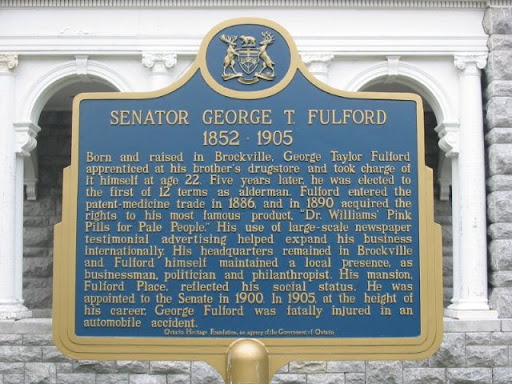 SENATOR GEORGE T. FULFORD
1852 - 1905
Born and raised in Brockville, George Taylor Fulford
apprenticed at his brother's drugstore and took charge of
it himself at age 22. Five years later, he was elected to
the first of 12 terms as alderman. Fulford entered the
patent-medicine trade in 1886, and in 1890 acquired the
rights to his most famous product, "Dr. Williams' Pink
Pills for Pale People." His use of large-scale newspaper
testimonial advertising helped expand his business
internationally. His headquarters remained in Brockville
and Fulford himself maintained a local presence, as
businessman, politician and philanthropist. His mansion,
Fulford Place, reflected his social status. He was
appointed to the Senate in 1900. In 1905, at the height of
his career, George Fulford was fatally injured in an
automobile accident.
Ontario Heritage Foundation, an agency of the Government of Ontario